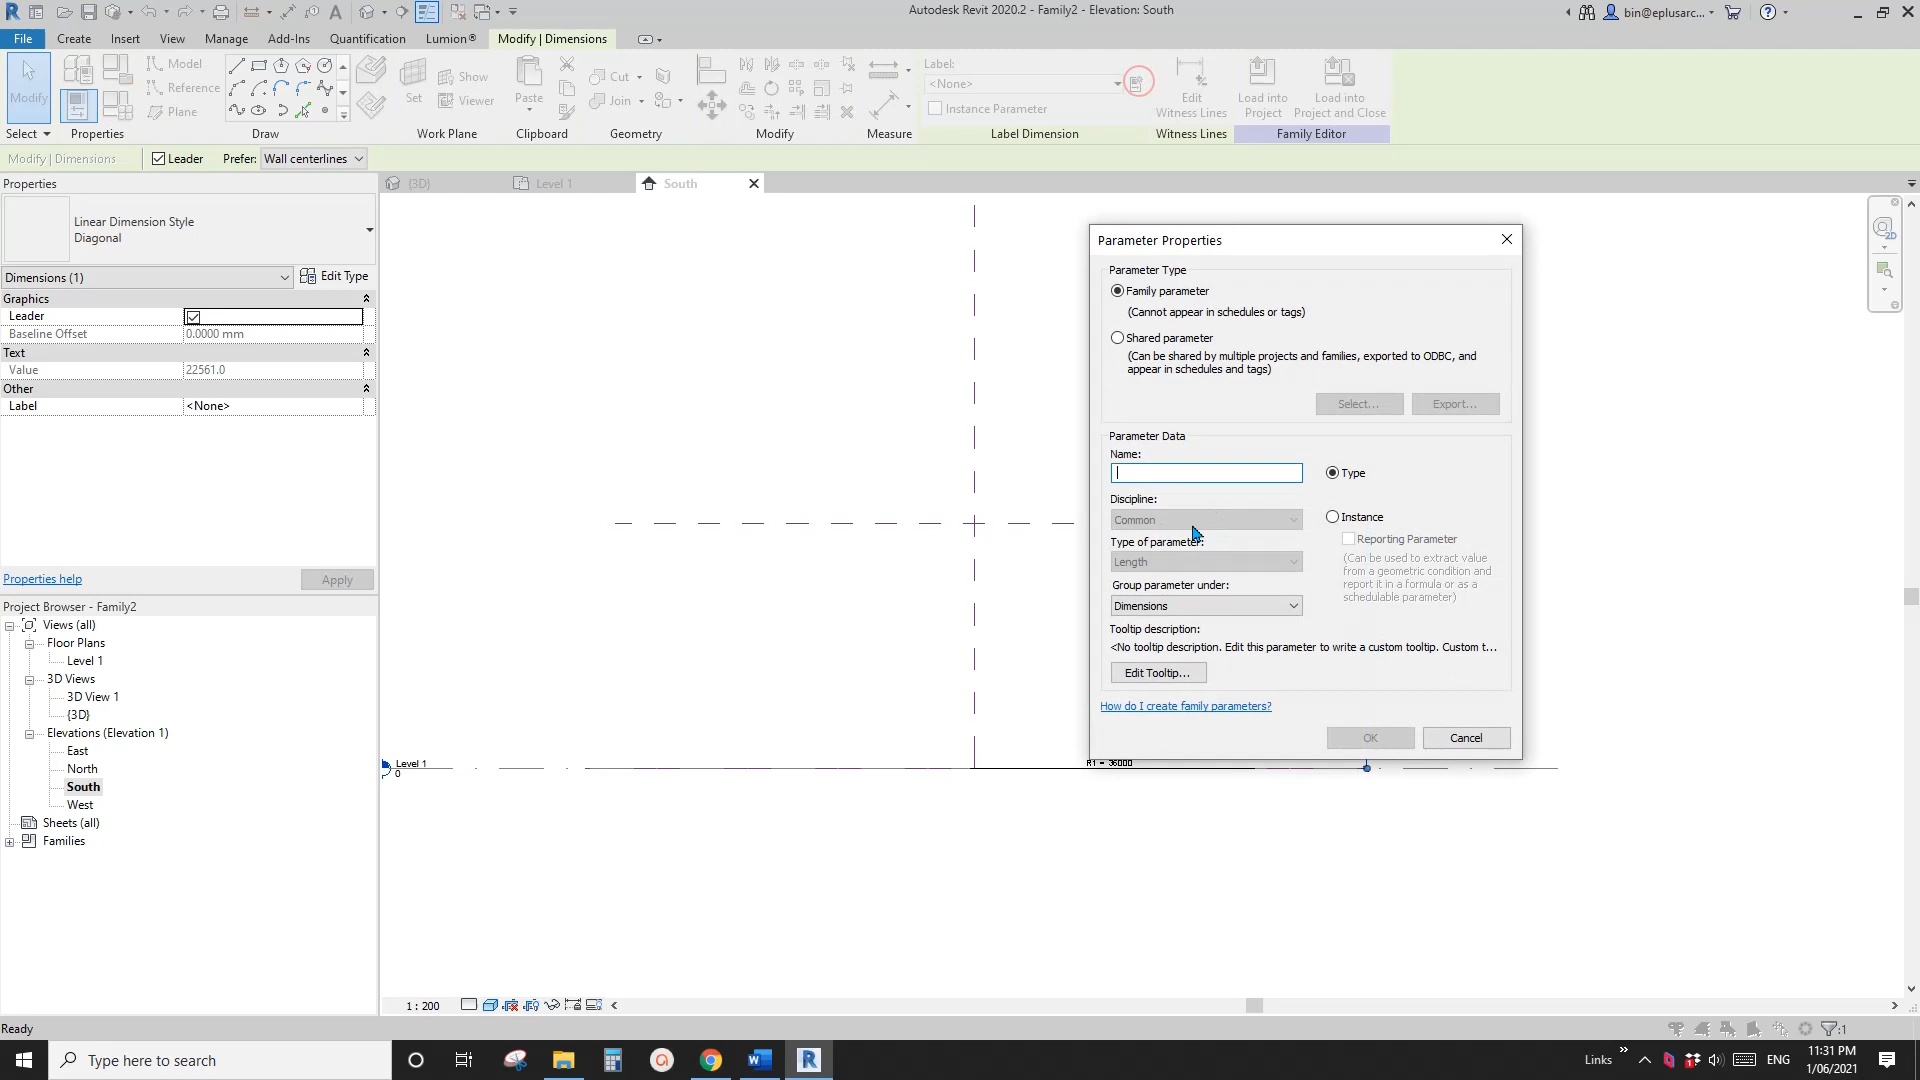 Autodesk Revit 2020.2 - Family2 - Elevation: South
bin@eplusarc...
File Create Insert View Manage Add-Ins Massing Quantification Lumion® Modify | Dimensions
Modify
Select
Properties
Model
Reference
Plane
Draw
Set
Show
Viewer
Work Plane
Paste
Clipboard
Cut
Join
Geometry
Modify
Measure
Label:
<None>
Instance Parameter
Label Dimension
Edit
Witness Lines
Witness Lines
Load into
Project
Load into
Project and Close
Family Editor
Modify | Dimensions
Leader
Prefer: Wall centerlines
Properties
Linear Dimension Style
Diagonal
Dimensions (1)
Edit Type
Graphics
Leader
Baseline Offset 0.0000 mm
Text
Value 22561.0
Other
Label <None>
Properties help
Apply
Project Browser - Family2
Views (all)
Floor Plans
Level 1
3D Views
3D View 1
{3D}
Elevations (Elevation 1)
East
North
South
West
Sheets (all)
Families
{3D}
Level 1
South
2D
Level 1
0
R1 = 36000
Parameter Properties
Parameter Type
Family parameter
(Cannot appear in schedules or tags)
Shared parameter
(Can be shared by multiple projects and families, exported to ODBC, and
appear in schedules and tags)
Select...
Export...
Parameter Data
Name:
Type
Discipline:
Common
Instance
Type of parameter:
Reporting Parameter
Length
(Can be used to extract value
from a geometric condition and
report it in a formula or as a
schedulable parameter)
Group parameter under:
Dimensions
Tooltip description:
<No tooltip description. Edit this parameter to write a custom tooltip. Custom t...
Edit Tooltip...
How do I create family parameters?
OK
Cancel
1 : 200
Ready
:1
Type here to search
Links
ENG
11:31 PM
1/06/2021